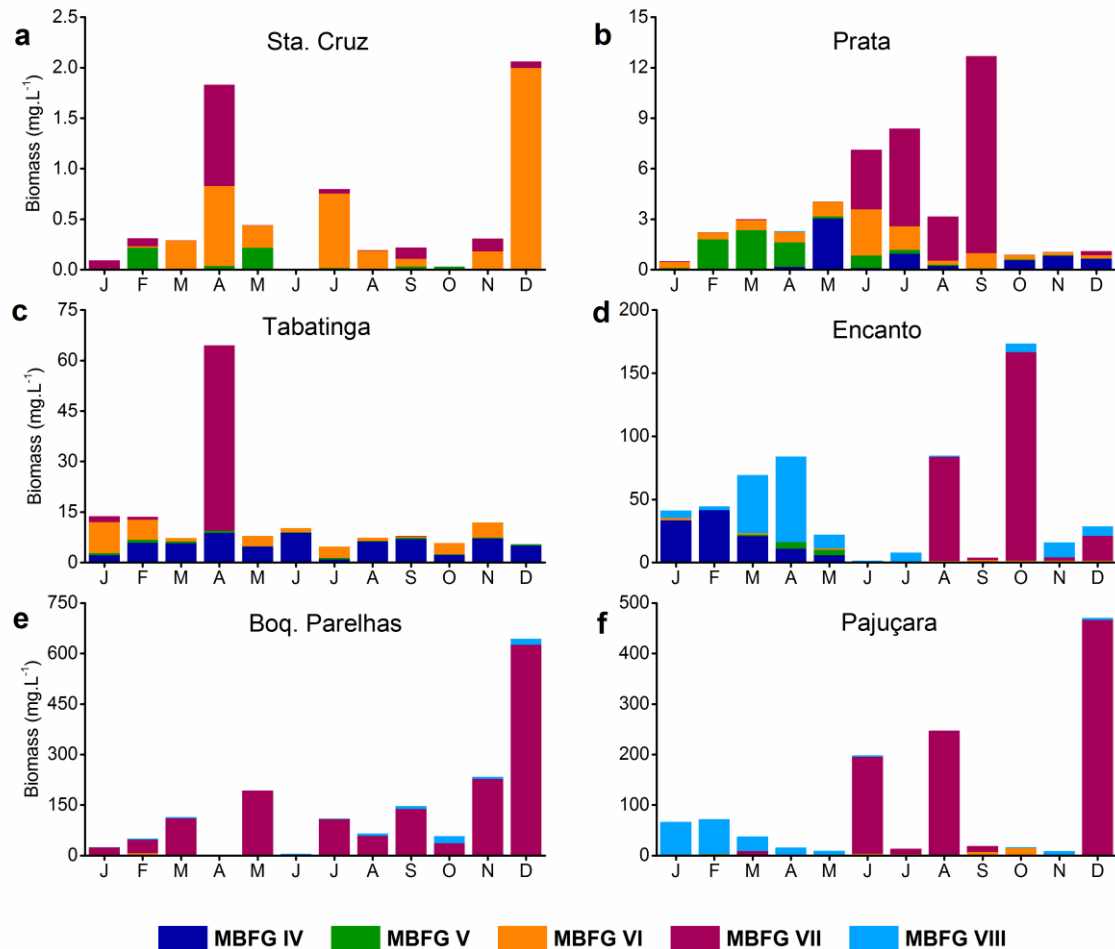 a
Sta. Cruz
Biomass (mg.L⁻¹)
2.5
2.0
1.5
1.0
0.5
0.0
J F M A M J J A S O N D
b
Prata
15
12
9
6
3
0
J F M A M J J A S O N D
c
Tabatinga
Biomass (mg.L⁻¹)
75
60
45
30
15
0
J F M A M J J A S O N D
d
Encanto
200
150
100
50
0
J F M A M J J A S O N D
e
Boq. Parelhas
Biomass (mg.L⁻¹)
750
600
450
300
150
0
J F M A M J J A S O N D
f
Pajuçara
500
400
300
200
100
0
J F M A M J J A S O N D
MBFG IV MBFG V MBFG VI MBFG VII MBFG VIII